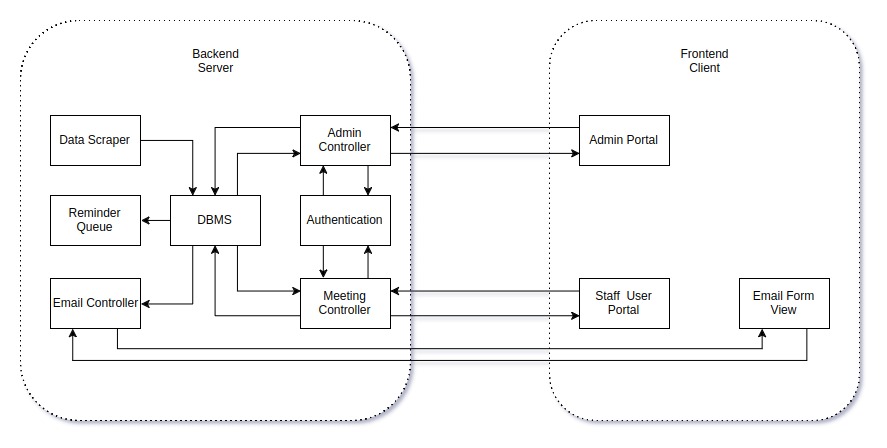 Backend
Server
Frontend
Client
Data Scraper
Admin
Controller
Admin Portal
Reminder
Queue
DBMS
Authentication
Email Controller
Meeting
Controller
Staff User
Portal
Email Form
View